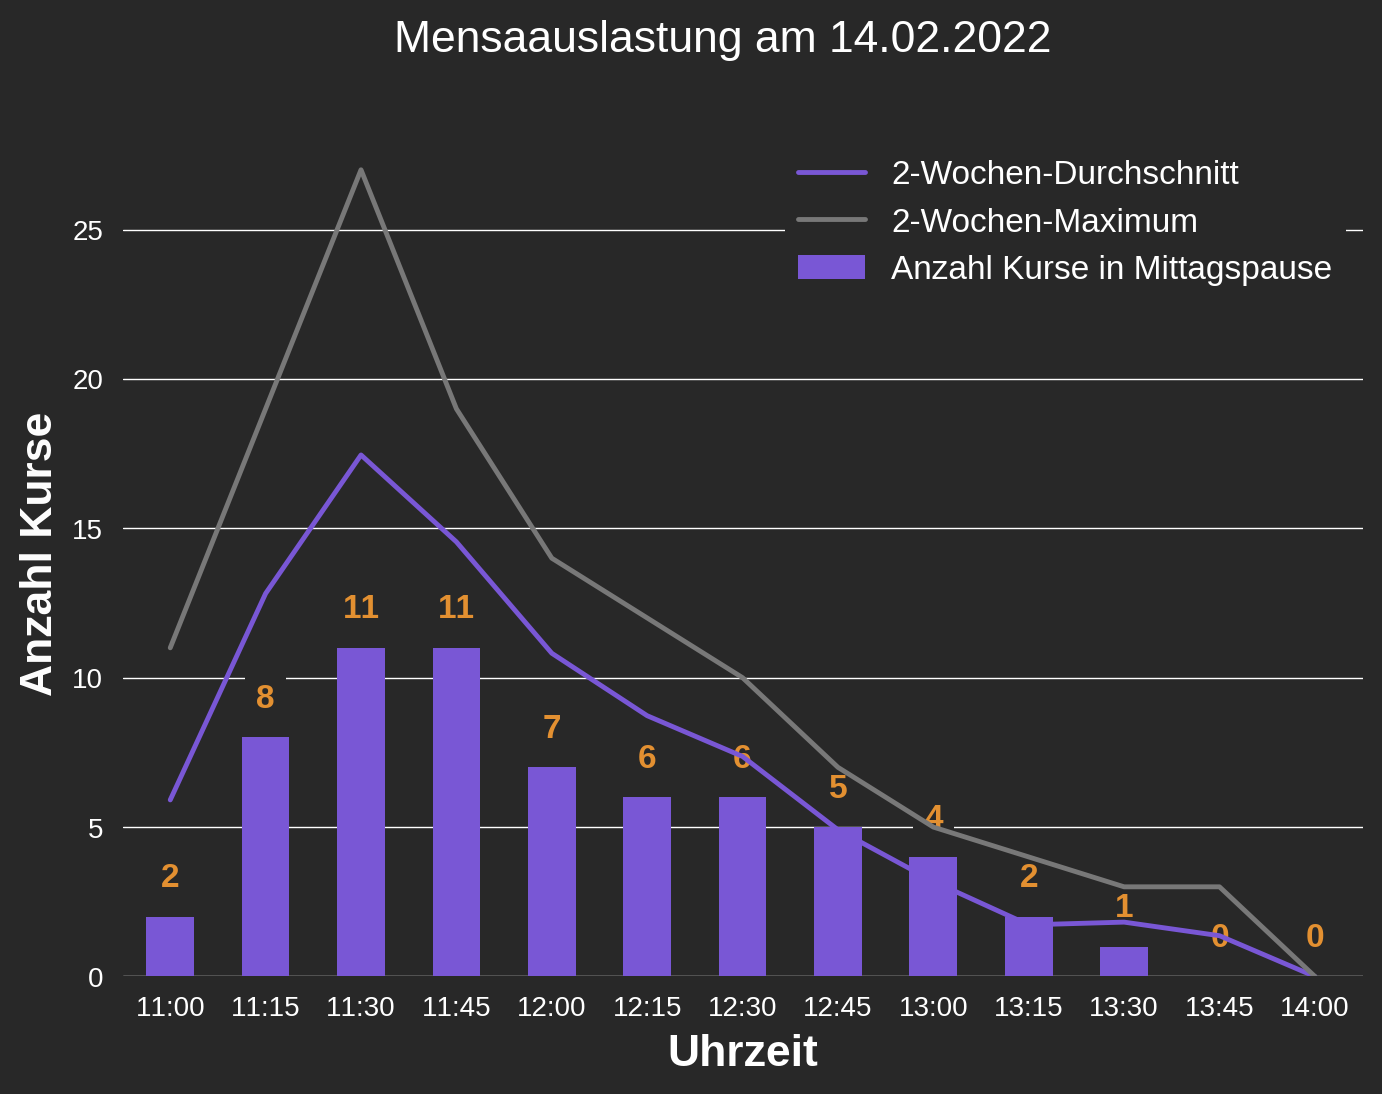 Mensaauslastung am 14.02.2022
2-Wochen-Durchschnitt
2-Wochen-Maximum
Anzahl Kurse in Mittagspause
Anzahl Kurse
25
20
15
10
5
0
2
8
11
11
7
6
6
5
4
2
1
0
0
11:00 11:15 11:30 11:45 12:00 12:15 12:30 12:45 13:00 13:15 13:30 13:45 14:00
Uhrzeit